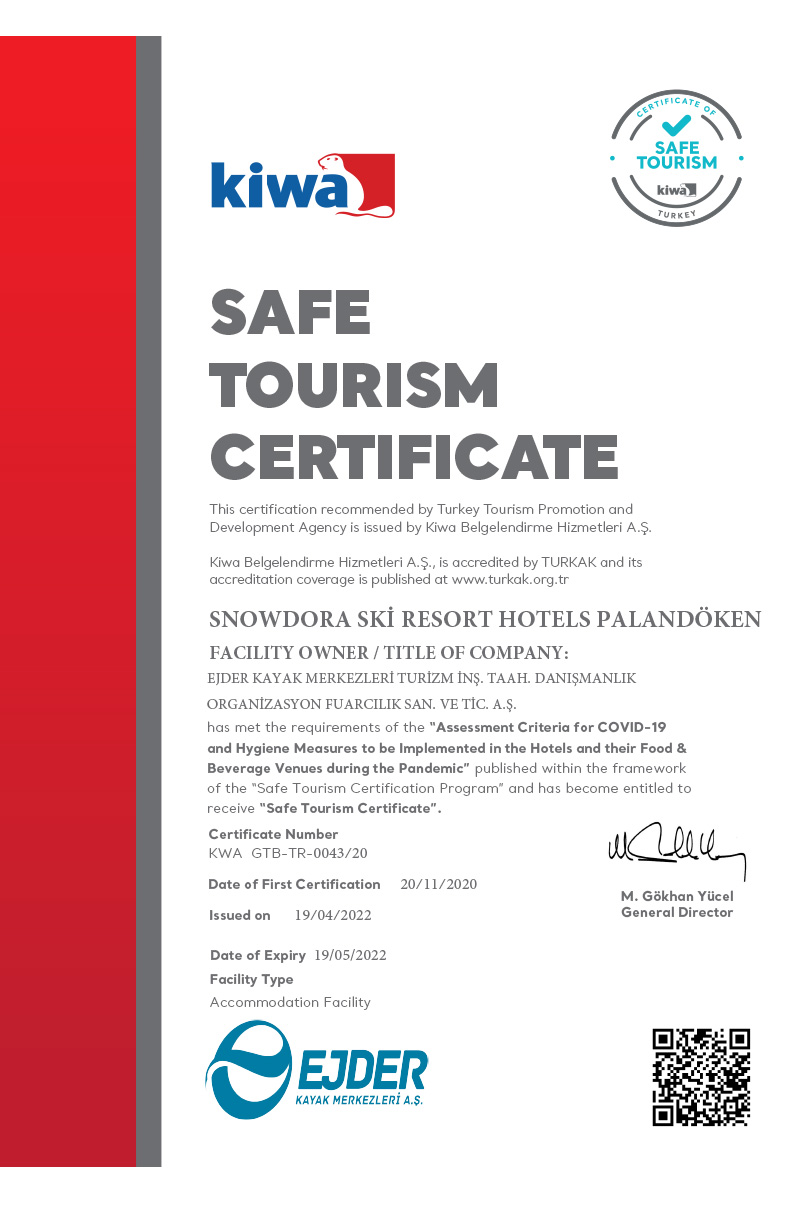 CERTIFICATE OF
SAFE
TOURISM
kiwa
TURKEY
kiwa
SAFE
TOURISM
CERTIFICATE
This certification recommended by Turkey Tourism Promotion and
Development Agency is issued by Kiwa Belgelendirme Hizmetleri A.Ş.
Kiwa Belgelendirme Hizmetleri A.Ş., is accredited by TURKAK and its
accreditation coverage is published at www.turkak.org.tr
SNOWDORA SKİ RESORT HOTELS PALANDÖKEN
FACILITY OWNER / TITLE OF COMPANY:
EJDER KAYAK MERKEZLERİ TURİZM İNŞ. TAAH. DANIŞMANLIK
ORGANİZASYON FUARCILIK SAN. VE TİC. A.Ş.
has met the requirements of the “Assessment Criteria for COVID-19
and Hygiene Measures to be Implemented in the Hotels and their Food &
Beverage Venues during the Pandemic” published within the framework
of the “Safe Tourism Certification Program” and has become entitled to
receive “Safe Tourism Certificate”.
Certificate Number
KWA GTB-TR-0043/20
Date of First Certification 20/11/2020
Issued on 19/04/2022
M. Gökhan Yücel
General Director
Date of Expiry 19/05/2022
Facility Type
Accommodation Facility
EJDER
KAYAK MERKEZLERİ A.Ş.